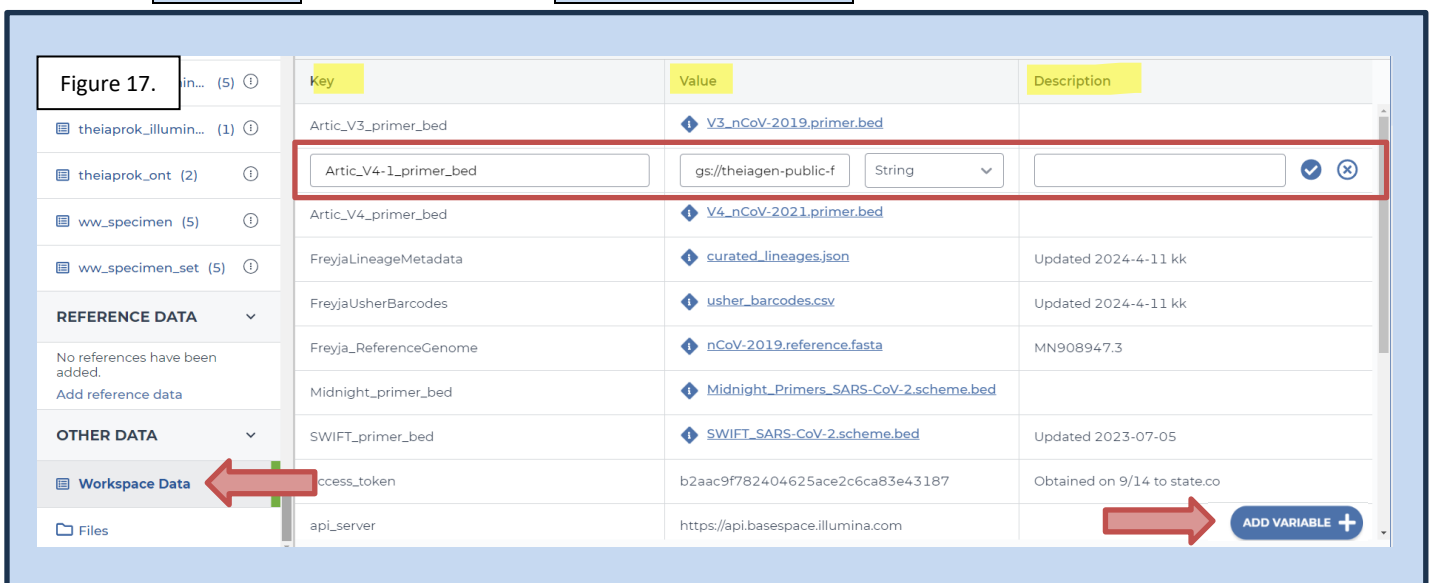 Figure 17.
in... (5)
theiaprok_illumin... (1)
theiaprok_ont (2)
ww_specimen (5)
ww_specimen_set (5)
REFERENCE DATA
No references have been
added.
Add reference data
OTHER DATA
Workspace Data
Files
Key Value Description
Artic_V3_primer_bed V3_nCoV-2019.primer.bed
Artic_V4-1_primer_bed gs://theiagen-public-f String
Artic_V4_primer_bed V4_nCoV-2021.primer.bed
FreyjaLineageMetadata curated_lineages.json Updated 2024-4-11 kk
FreyjaUsherBarcodes usher_barcodes.csv Updated 2024-4-11 kk
Freyja_ReferenceGenome nCoV-2019.reference.fasta MN908947.3
Midnight_primer_bed Midnight_Primers_SARS-CoV-2.scheme.bed
SWIFT_primer_bed SWIFT_SARS-CoV-2.scheme.bed Updated 2023-07-05
ccess_token b2aac9f782404625ace2c6ca83e43187 Obtained on 9/14 to state.co
api_server https://api.basespace.illumina.com
ADD VARIABLE